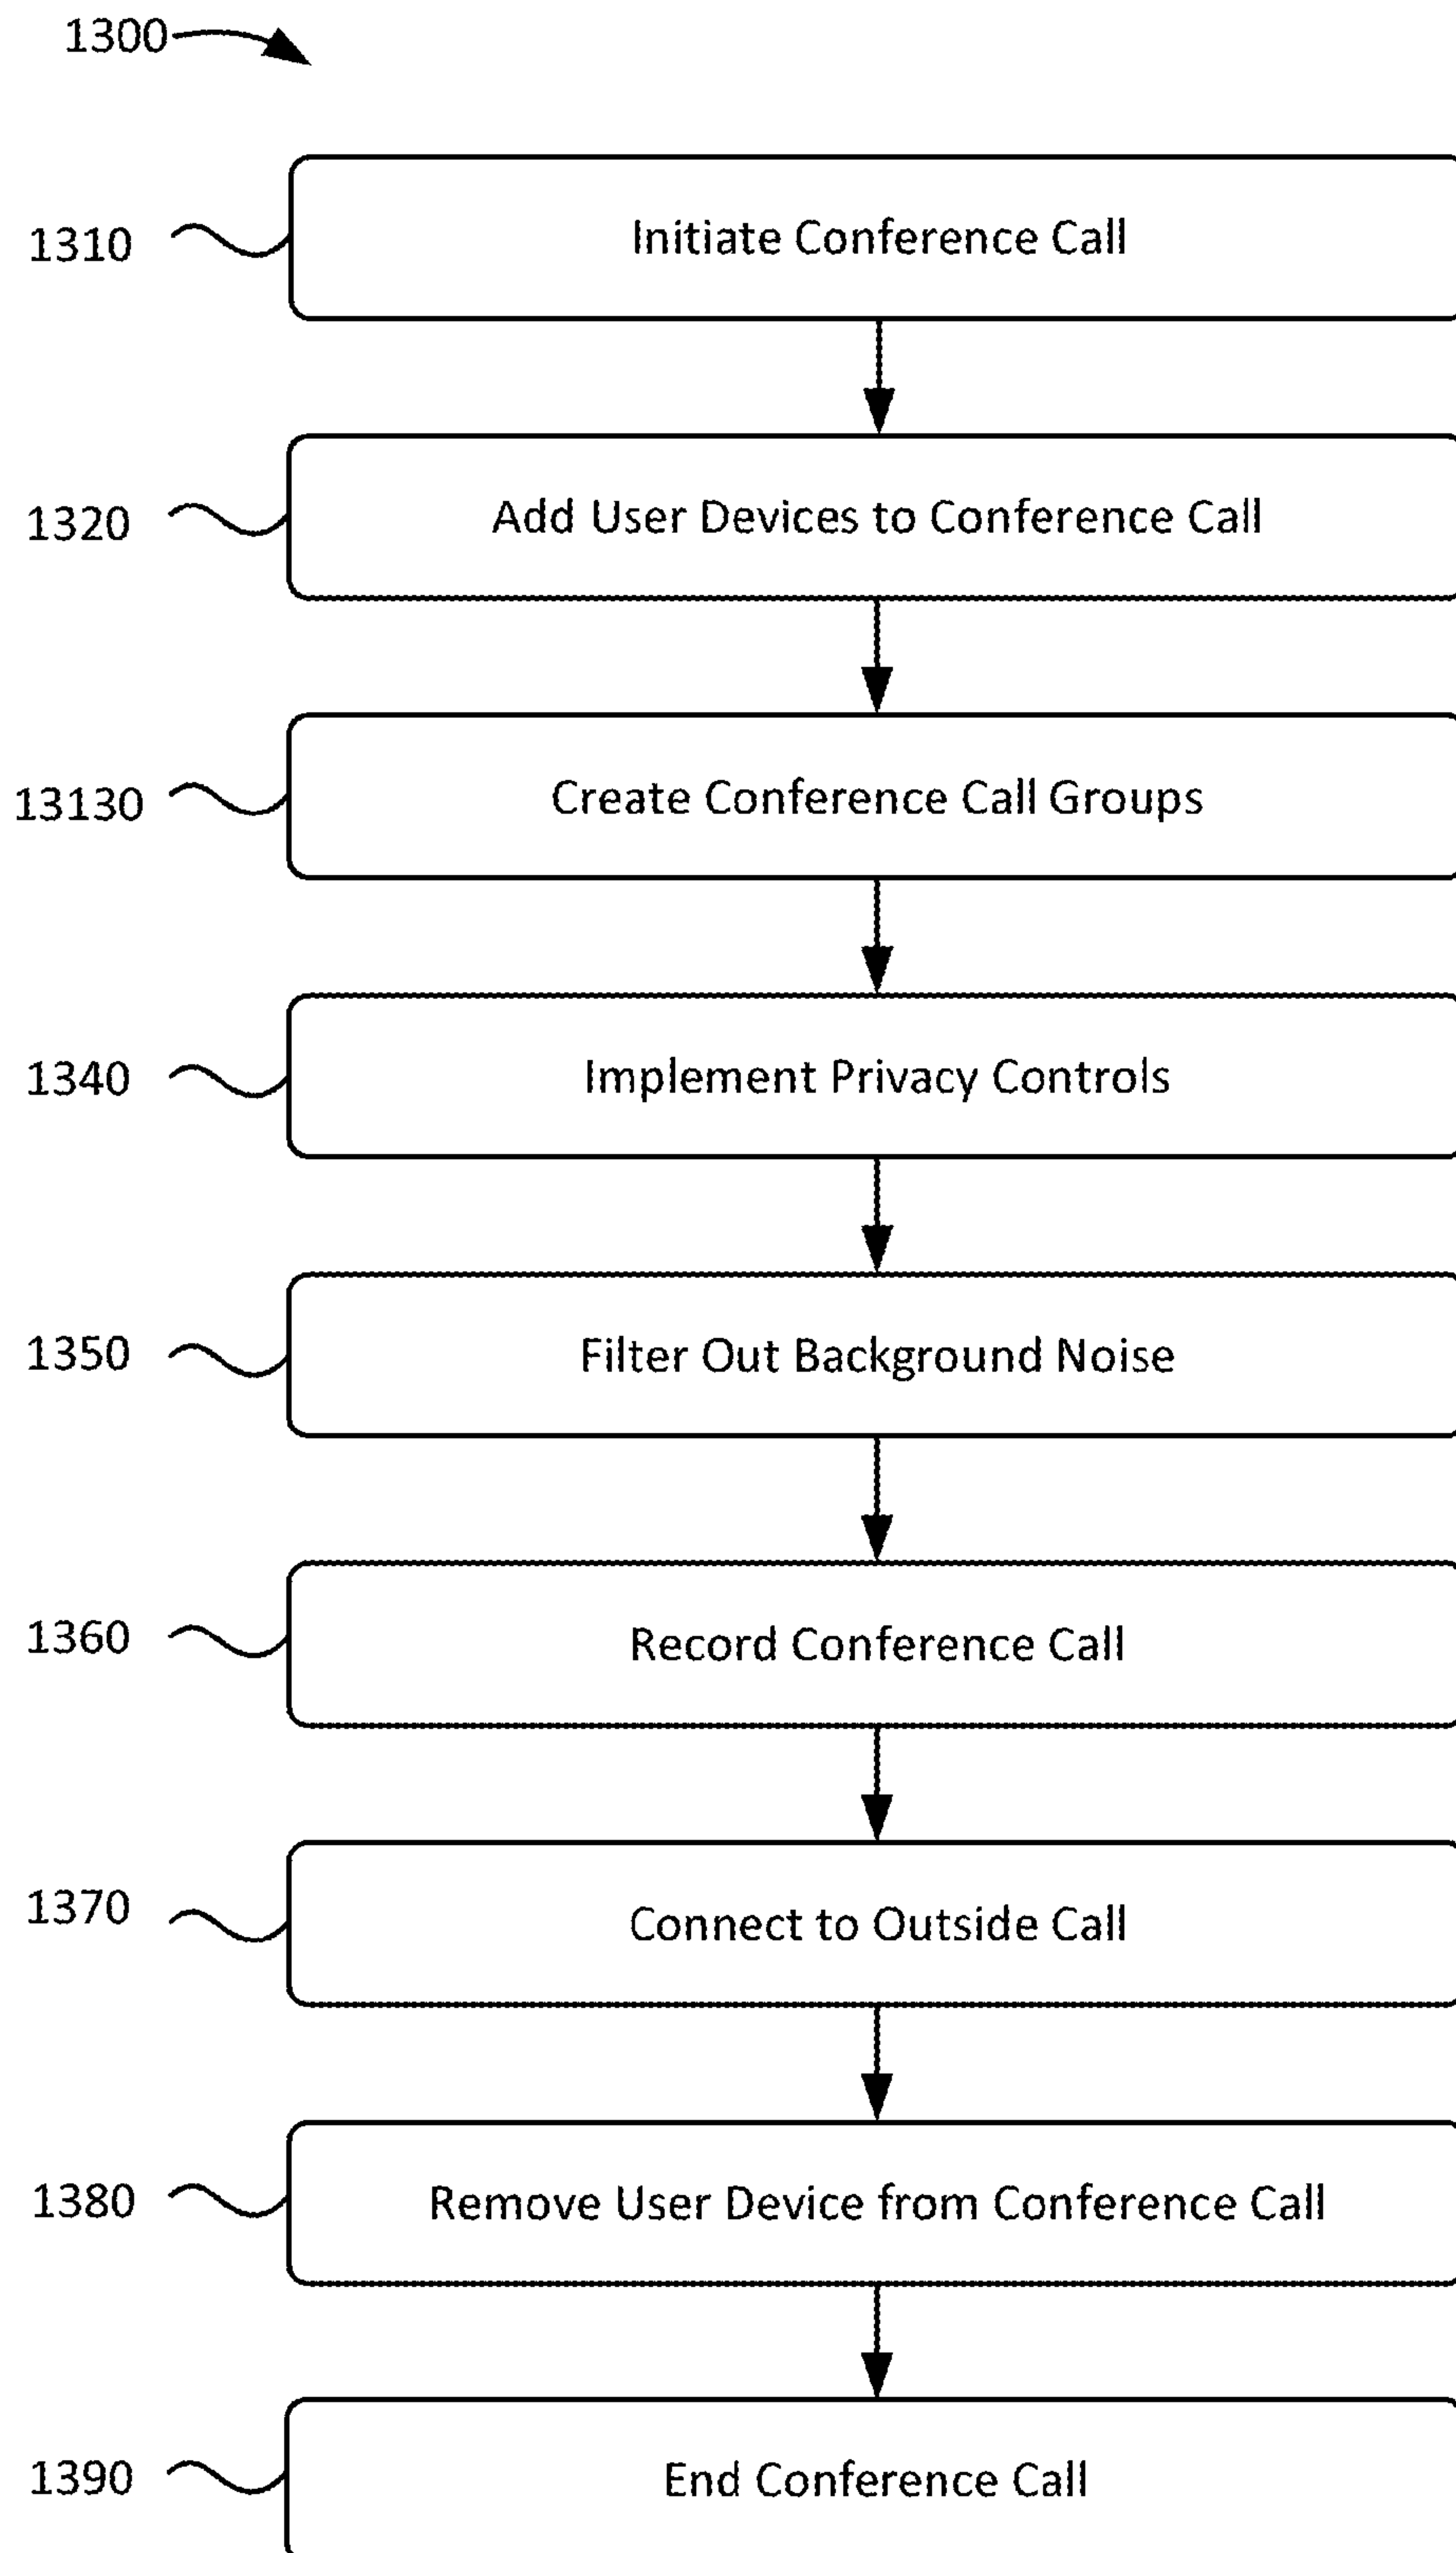 1300
1310 Initiate Conference Call
1320 Add User Devices to Conference Call
13130 Create Conference Call Groups
1340 Implement Privacy Controls
1350 Filter Out Background Noise
1360 Record Conference Call
1370 Connect to Outside Call
1380 Remove User Device from Conference Call
1390 End Conference Call